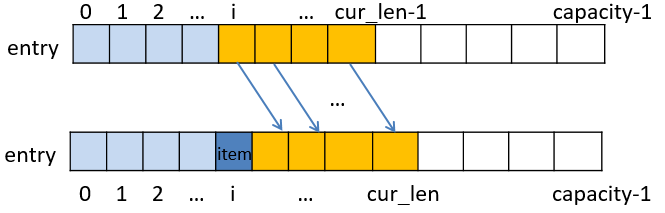 0 1 2 ... i ... cur_len-1 capacity-1
entry
...
entry item
0 1 2 ... i ... cur_len capacity-1